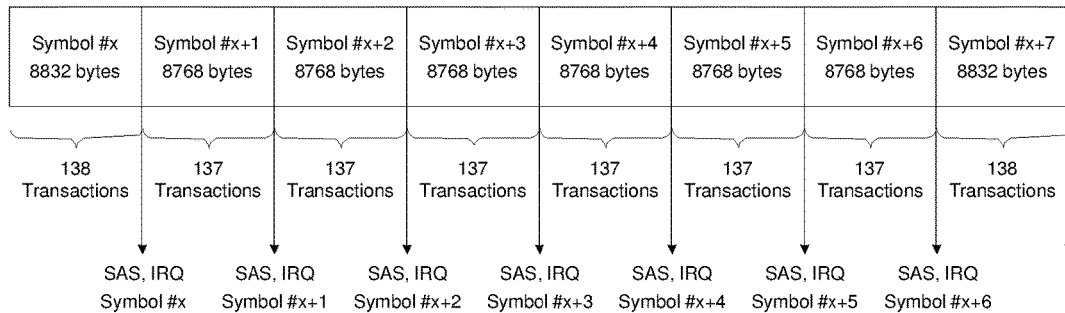 Symbol #x
8832 bytes
Symbol #x+1
8768 bytes
Symbol #x+2
8768 bytes
Symbol #x+3
8768 bytes
Symbol #x+4
8768 bytes
Symbol #x+5
8768 bytes
Symbol #x+6
8768 bytes
Symbol #x+7
8832 bytes
138
Transactions
137
Transactions
137
Transactions
137
Transactions
137
Transactions
137
Transactions
137
Transactions
138
Transactions
SAS, IRQ
Symbol #x
SAS, IRQ
Symbol #x+1
SAS, IRQ
Symbol #x+2
SAS, IRQ
Symbol #x+3
SAS, IRQ
Symbol #x+4
SAS, IRQ
Symbol #x+5
SAS, IRQ
Symbol #x+6